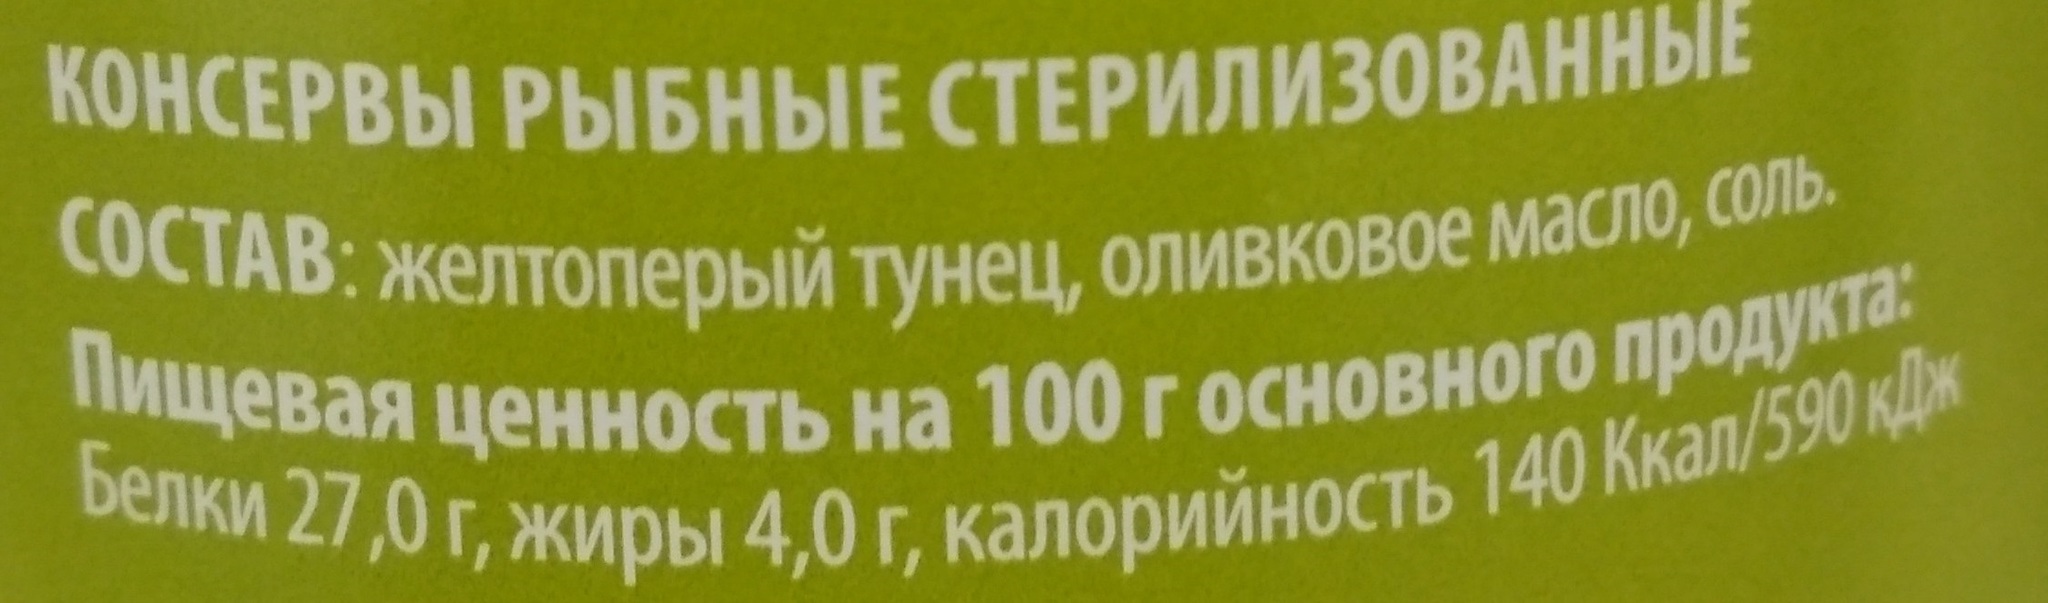 КОНСЕРВЫ РЫБНЫЕ СТЕРИЛИЗОВАННЫЕ
СОСТАВ: желтоперый тунец, оливковое масло, соль.
Пищевая ценность на 100 г основного продукта:
Белки 27,0 г, жиры 4,0 г, калорийность 140 Ккал/590 кДж